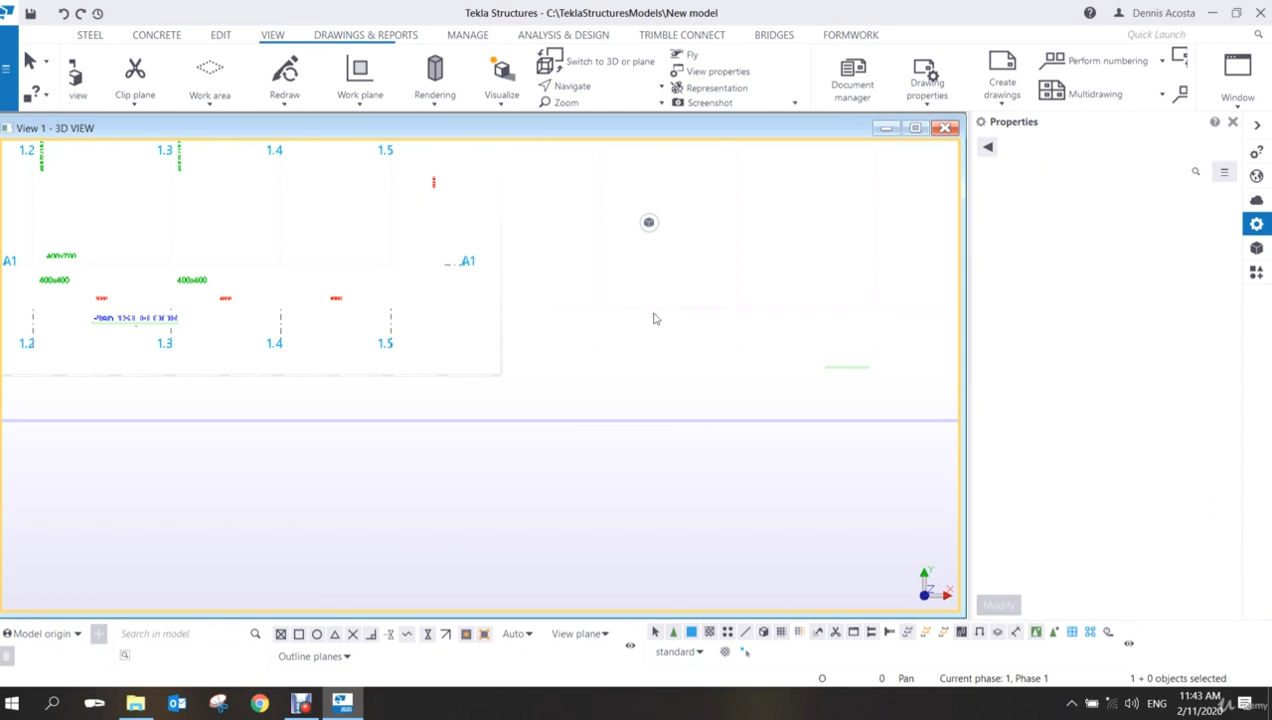 Tekla Structures - C:\TeklaStructuresModels\New model
Dennis Acosta
STEEL CONCRETE EDIT VIEW DRAWINGS & REPORTS MANAGE ANALYSIS & DESIGN TRIMBLE CONNECT BRIDGES FORMWORK
Quick Launch
view
Clip plane
Work area
Redraw
Work plane
Rendering
Visualize
Switch to 3D or plane
Navigate
Zoom
Fly
View properties
Representation
Screenshot
Document manager
Drawing properties
Create drawings
Perform numbering
Multidrawing
Window
View 1 - 3D VIEW
Properties
1.2 1.3 1.4 1.5
400x700
A1 A1
400x400 400x400
1.2 1.3 1.4 1.5
Y
Z X
Modify
Model origin
Search in model
Auto
View plane
Outline planes
standard
O 0 Pan Current phase: 1, Phase 1 1 + 0 objects selected
2020
ENG
11:43 AM
2/11/2020
Udemy